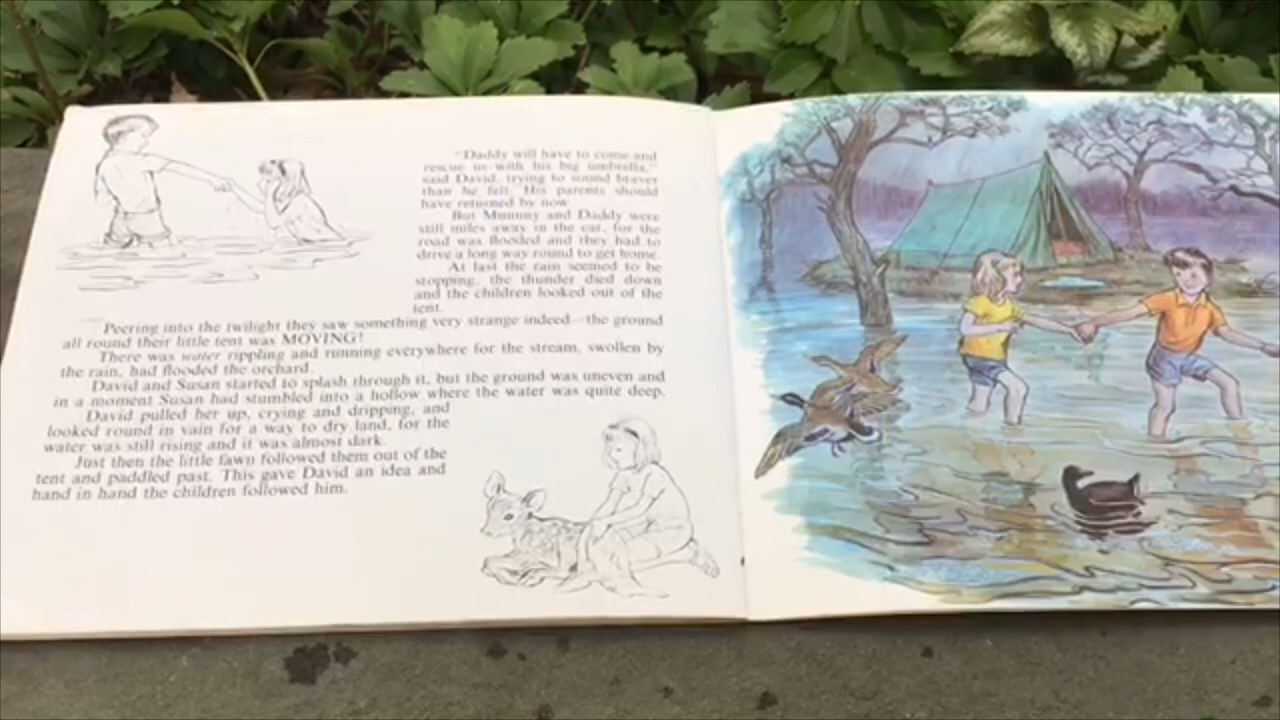 "Daddy will have to come and
rescue us with his big umbrella,"
said David, trying to sound braver
than he felt. His parents should
have returned by now.
But Mummy and Daddy were
still miles away in the car, for the
road was flooded and they had to
drive a long way round to get home.
At last the rain seemed to be
stopping, the thunder died down
and the children looked out of the
tent.
Peering into the twilight they saw something very strange indeed—the ground
all round their little tent was MOVING!
There was water rippling and running everywhere for the stream, swollen by
the rain, had flooded the orchard.
David and Susan started to splash through it, but the ground was uneven and
in a moment Susan had stumbled into a hollow where the water was quite deep.
David pulled her up, crying and dripping, and
looked round in vain for a way to dry land, for the
water was still rising and it was almost dark.
Just then the little fawn followed them out of the
tent and paddled past. This gave David an idea and
hand in hand the children followed him.